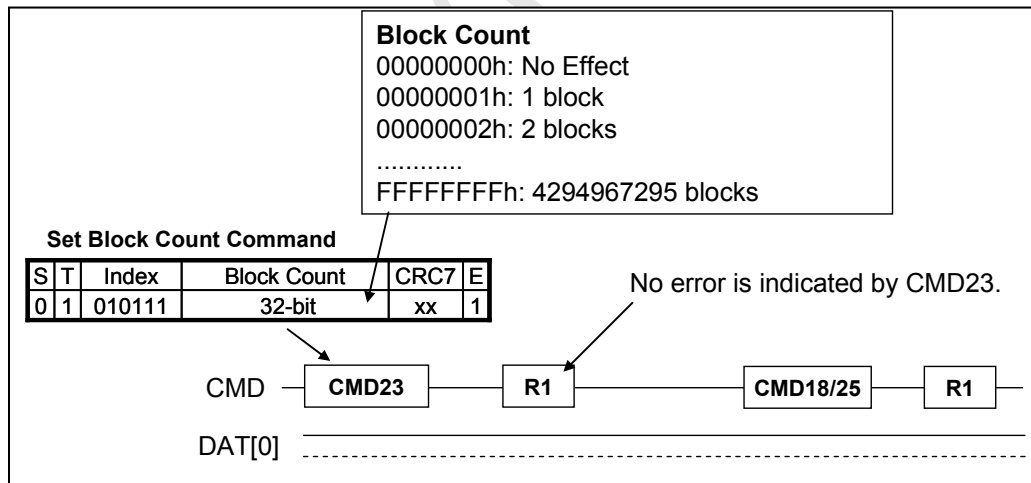 Block Count
00000000h: No Effect
00000001h: 1 block
00000002h: 2 blocks
............
FFFFFFFFh: 4294967295 blocks
Set Block Count Command
S T Index Block Count CRC7 E
0 1 010111 32-bit xx 1
No error is indicated by CMD23.
CMD CMD23 R1 CMD18/25 R1
DAT[0]